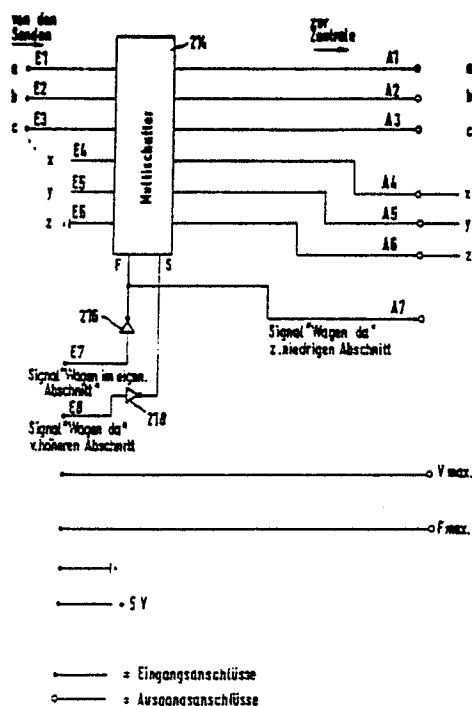 von den
Sonden
214
zur
Zentrale
a E1 A1 a
b E2 A2 b
c E3 A3 c
Multischalter
x E4 A4 x
y E5 A5 y
z E6 A6 z
F S
216
A7
E7
Signal "Wagen da"
z.niedrigen Abschnitt
Signal "Wagen im eigen.
Abschnitt"
E8
218
Signal "Wagen da"
v.höheren Abschnitt
V max.
F max.
5 V
= Eingangsanschlüsse
= Ausgangsanschlüsse